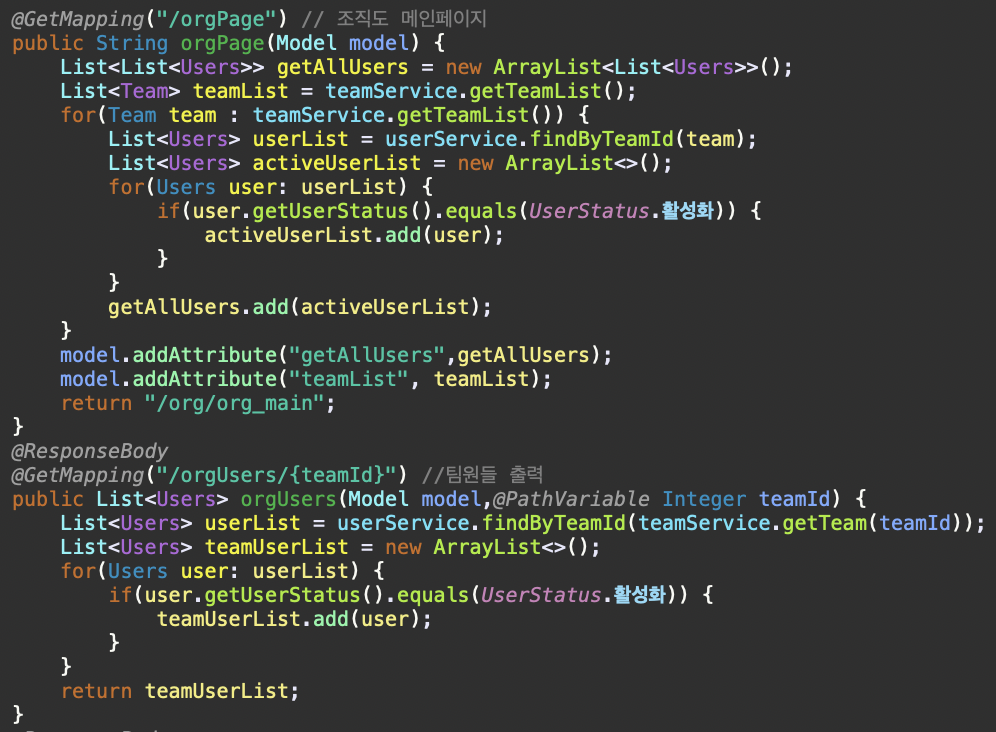 @GetMapping("/orgPage") // 조직도 메인페이지
public String orgPage(Model model) {
    List<List<Users>> getAllUsers = new ArrayList<List<Users>>();
    List<Team> teamList = teamService.getTeamList();
    for(Team team : teamService.getTeamList()) {
        List<Users> userList = userService.findByTeamId(team);
        List<Users> activeUserList = new ArrayList<>();
        for(Users user: userList) {
            if(user.getUserStatus().equals(UserStatus.활성화)) {
                activeUserList.add(user);
            }
        }
        getAllUsers.add(activeUserList);
    }
    model.addAttribute("getAllUsers",getAllUsers);
    model.addAttribute("teamList", teamList);
    return "/org/org_main";
}
@ResponseBody
@GetMapping("/orgUsers/{teamId}") //팀원들 출력
public List<Users> orgUsers(Model model,@PathVariable Integer teamId) {
    List<Users> userList = userService.findByTeamId(teamService.getTeam(teamId));
    List<Users> teamUserList = new ArrayList<>();
    for(Users user: userList) {
        if(user.getUserStatus().equals(UserStatus.활성화)) {
            teamUserList.add(user);
        }
    }
    return teamUserList;
}